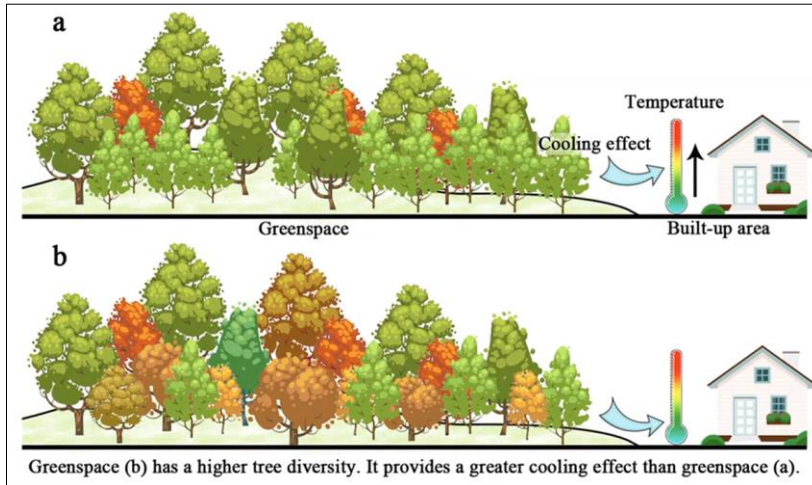 a
Temperature
Cooling effect
Greenspace
Built-up area
b
Greenspace (b) has a higher tree diversity. It provides a greater cooling effect than greenspace (a).